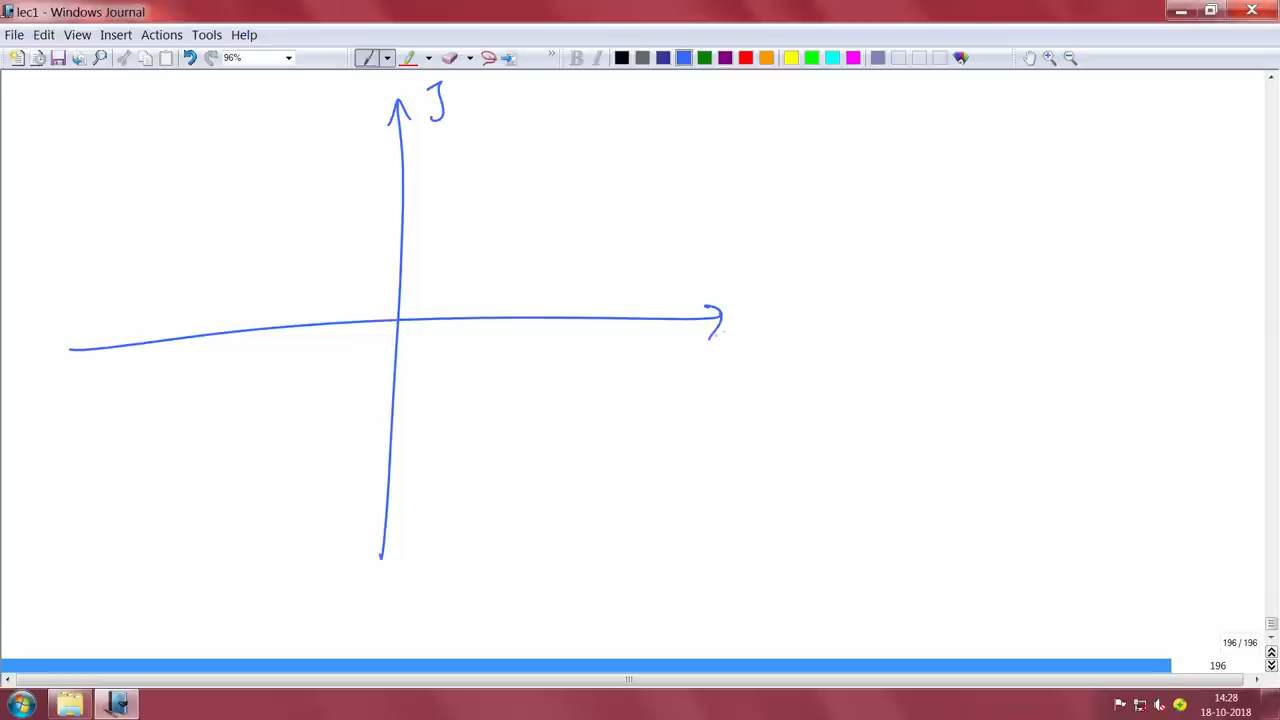 lec1 - Windows Journal
File Edit View Insert Actions Tools Help
96%
B I
J
196 / 196
196
14:28
18-10-2018